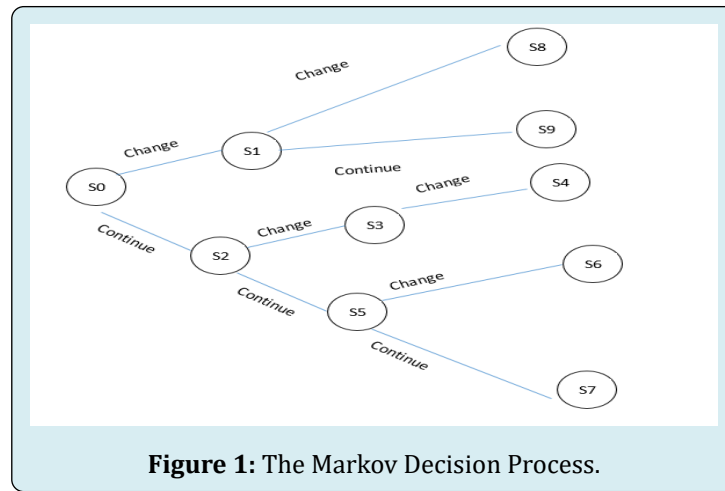 S8
Change
Change
S1
S9
Continue
S0
Change
S4
Change
S3
Continue
S2
Continue
Change
S6
S5
Continue
S7
Figure 1: The Markov Decision Process.